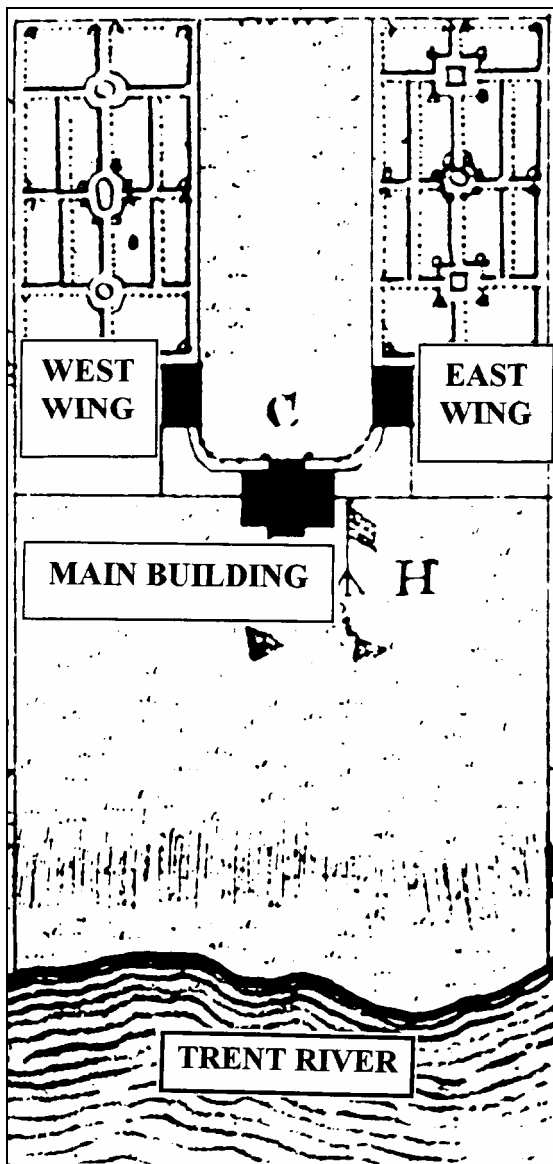 WEST
WING
EAST
WING
C
MAIN BUILDING
H
TRENT RIVER